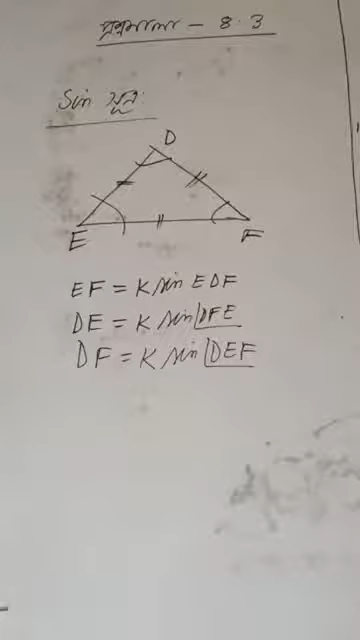 প্রশ্নমালা - 8.3
Sin সূত্র:
D
E
F
EF = K sin EDF
DE = K sin ∠DFE
DF = K sin ∠DEF